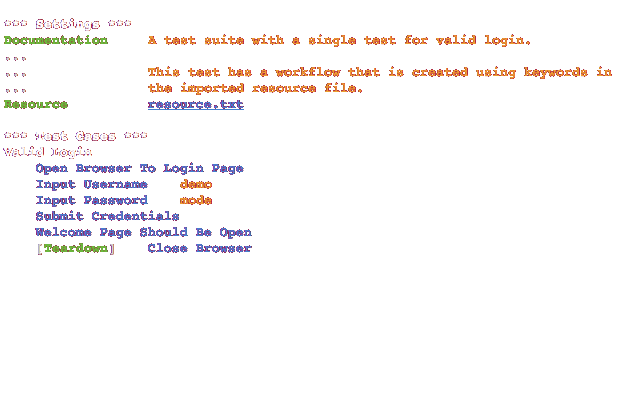 *** Settings ***
Documentation     A test suite with a single test for valid login.
...
...               This test has a workflow that is created using keywords in
...               the imported resource file.
Resource          resource.txt

*** Test Cases ***
Valid Login
    Open Browser To Login Page
    Input Username    demo
    Input Password    mode
    Submit Credentials
    Welcome Page Should Be Open
    [Teardown]    Close Browser